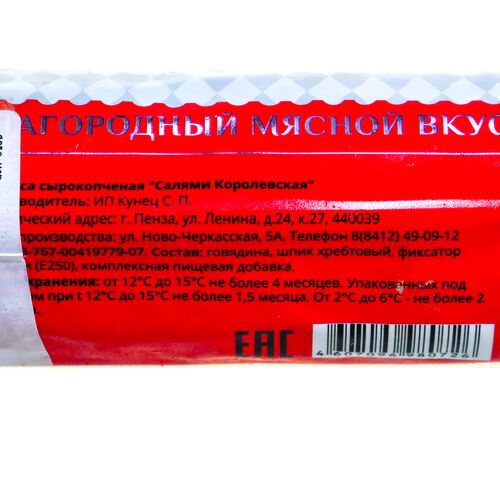 АГОРОДНЫЙ МЯСНОЙ ВКУС
са сырокопченая "Салями Королевская"
водитель: ИП Кунец С. П.
ический адрес: г. Пенза, ул. Ленина, д.24, к.27, 440039
производства: ул. Ново-Черкасская, 5А. Телефон 8(8412) 49-09-12
-767-00419779-07. Состав: говядина, шпик хребтовый, фиксатор
и (Е250), комплексная пищевая добавка.
хранения: от 12°С до 15°С не более 4 месяцев. Упакованных под
ом при t 12°С до 15°С не более 1,5 месяца. От 2°С до 6°С - не более 2
ЕАС
4 607096 980726